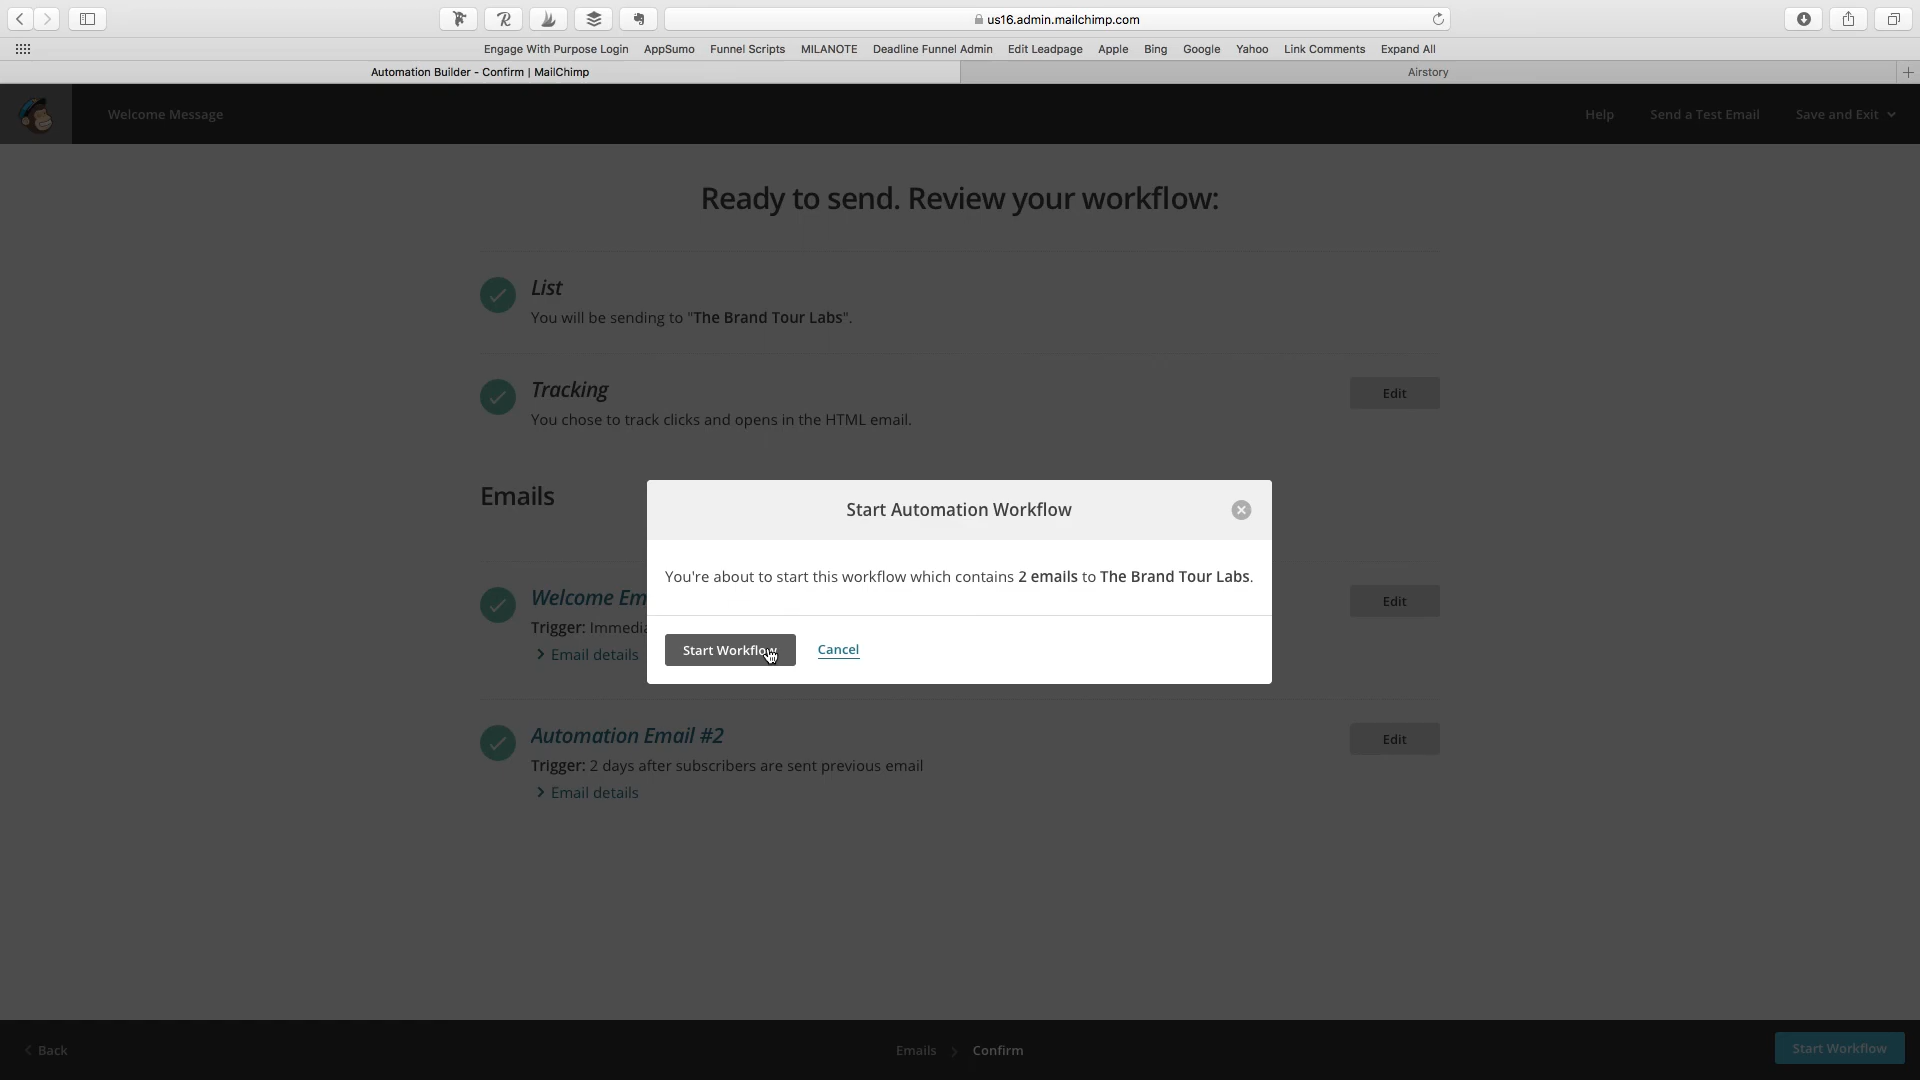 us16.admin.mailchimp.com
Engage With Purpose Login AppSumo Funnel Scripts MILANOTE Deadline Funnel Admin Edit Leadpage Apple Bing Google Yahoo Link Comments Expand All
Automation Builder - Confirm | MailChimp Airstory
Welcome Message Help Send a Test Email Save and Exit
Ready to send. Review your workflow:
List
You will be sending to "The Brand Tour Labs".
Tracking Edit
You chose to track clicks and opens in the HTML email.
Emails
Start Automation Workflow
You're about to start this workflow which contains 2 emails to The Brand Tour Labs.
Start Workflow Cancel
Welcome Em Edit
Trigger: Immedia
Email details
Automation Email #2 Edit
Trigger: 2 days after subscribers are sent previous email
Email details
Back Emails Confirm Start Workflow